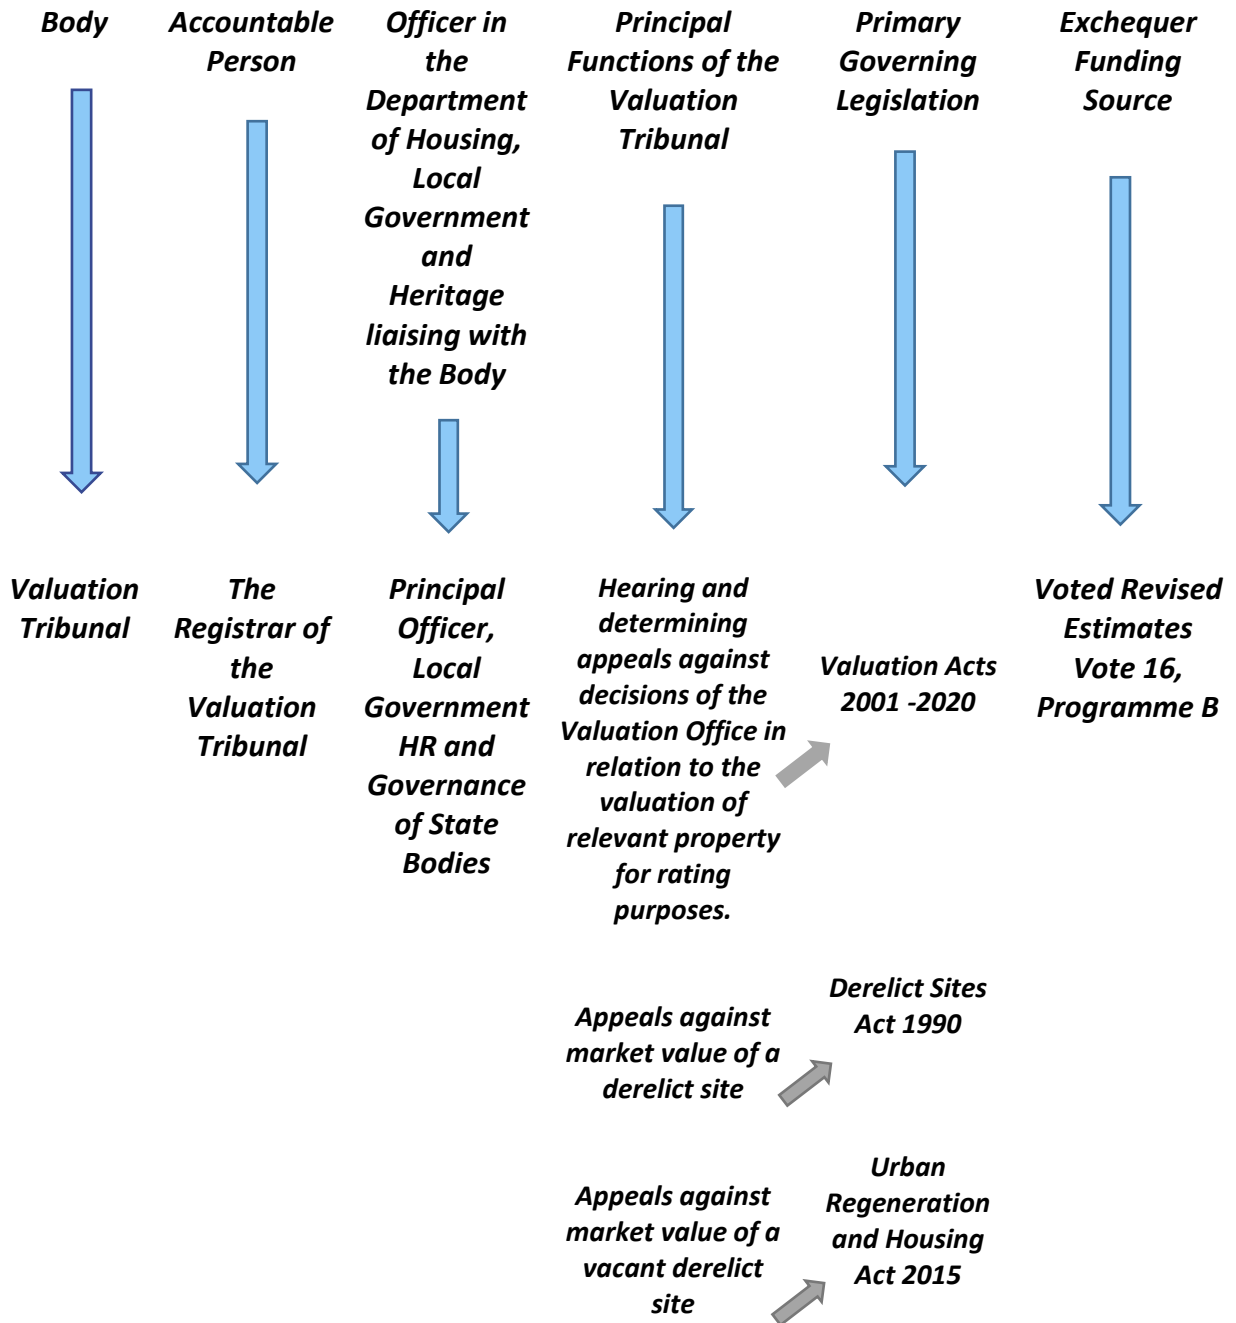 Body
Accountable
Person
Officer in
the
Department
of Housing,
Local
Government
and
Heritage
liaising with
the Body
Principal
Functions of the
Valuation
Tribunal
Primary
Governing
Legislation
Exchequer
Funding
Source
Valuation
Tribunal
The
Registrar of
the
Valuation
Tribunal
Principal
Officer,
Local
Government
HR and
Governance
of State
Bodies
Hearing and
determining
appeals against
decisions of the
Valuation Office in
relation to the
valuation of
relevant property
for rating
purposes.
Valuation Acts
2001 -2020
Voted Revised
Estimates
Vote 16,
Programme B
Appeals against
market value of a
derelict site
Derelict Sites
Act 1990
Appeals against
market value of a
vacant derelict
site
Urban
Regeneration
and Housing
Act 2015